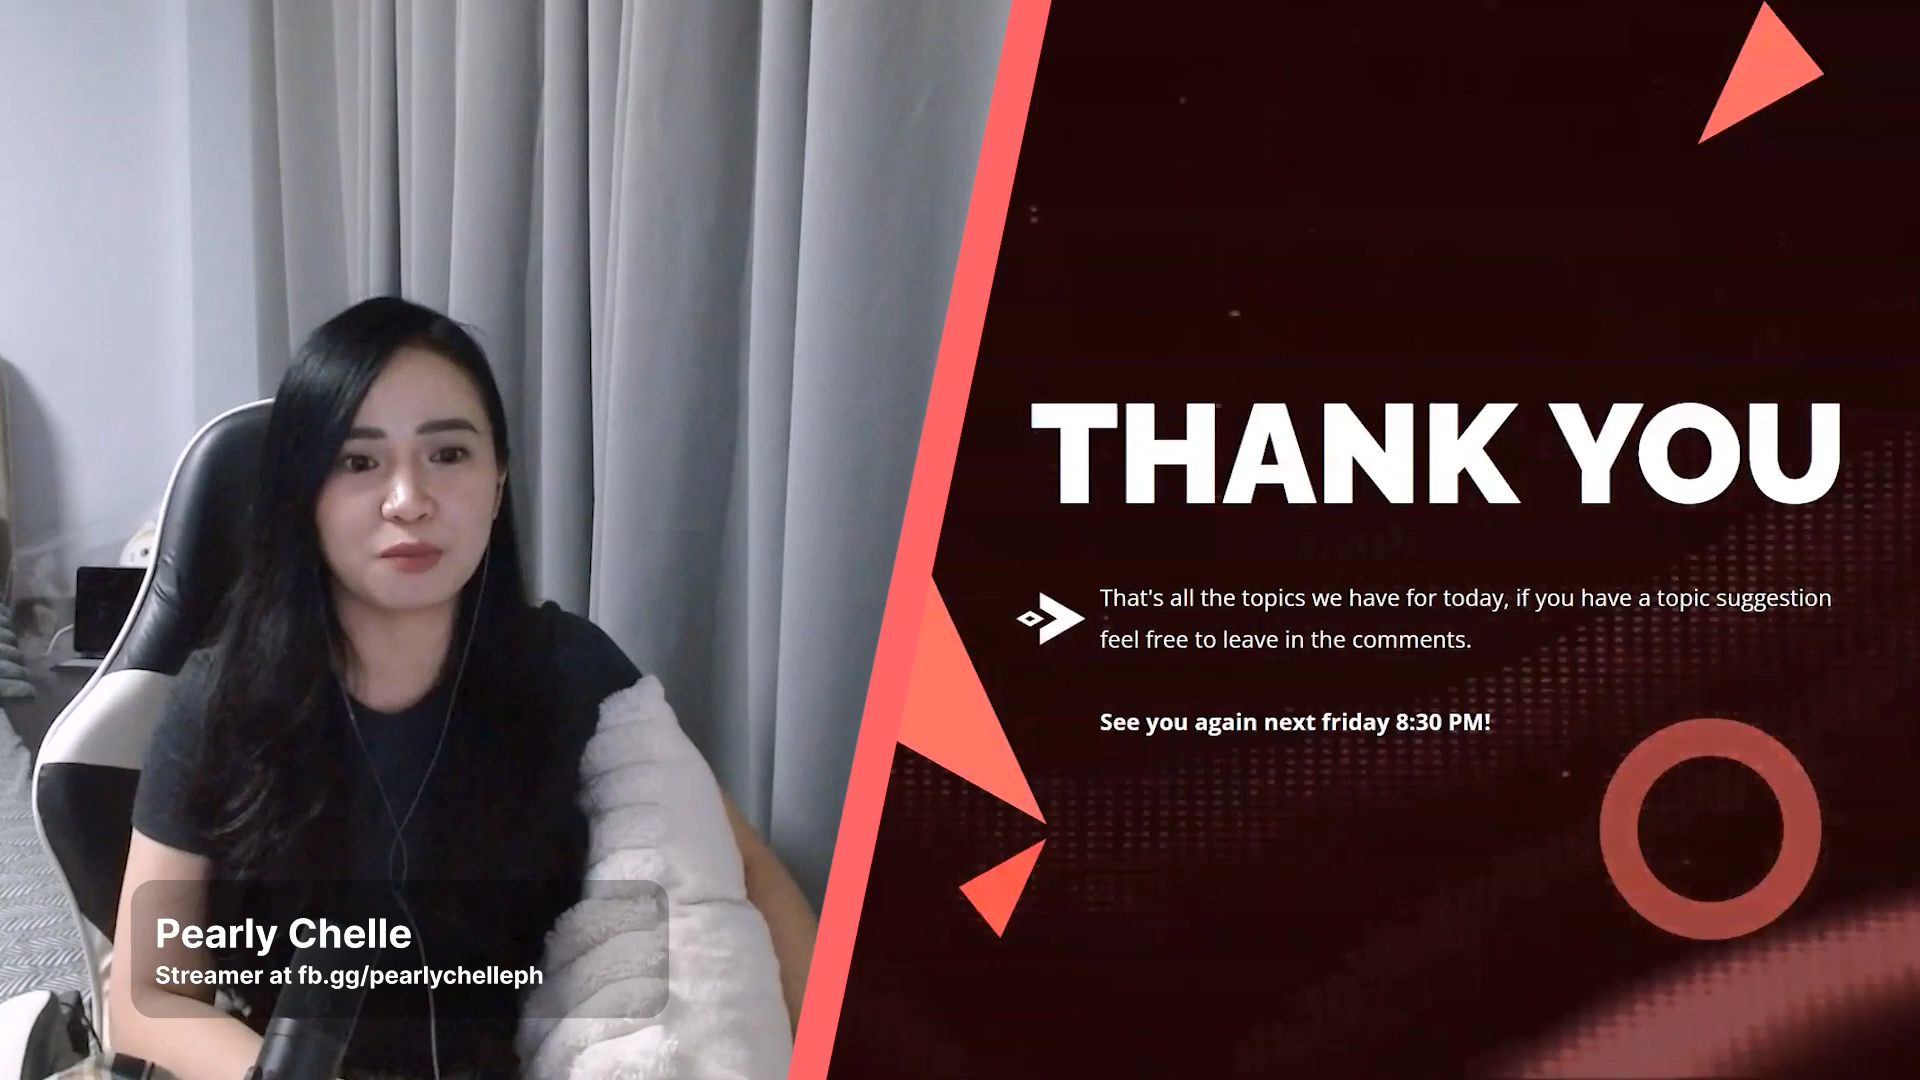 Pearly Chelle
Streamer at fb.gg/pearlychelleph
THANK YOU
That's all the topics we have for today, if you have a topic suggestion
feel free to leave in the comments.
See you again next friday 8:30 PM!